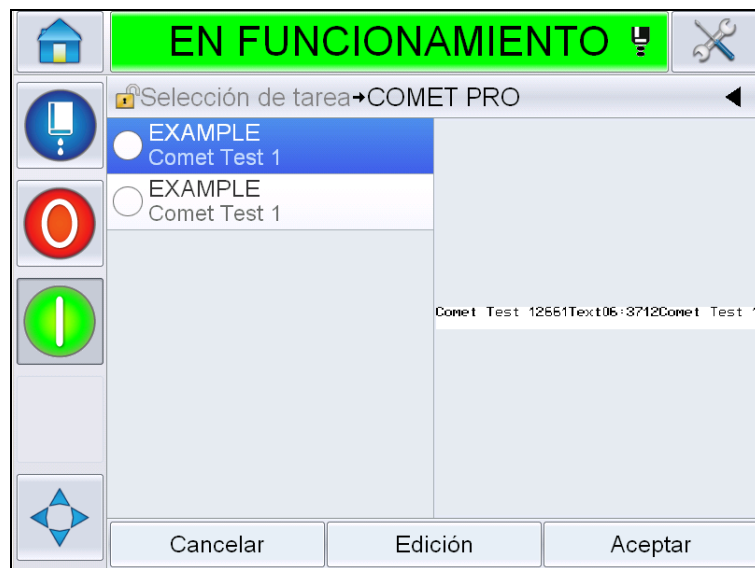 EN FUNCIONAMIENTO
Selección de tarea→COMET PRO
EXAMPLE
Comet Test 1
EXAMPLE
Comet Test 1
Comet Test 12661Text06:3712Comet Test 1
Cancelar
Edición
Aceptar